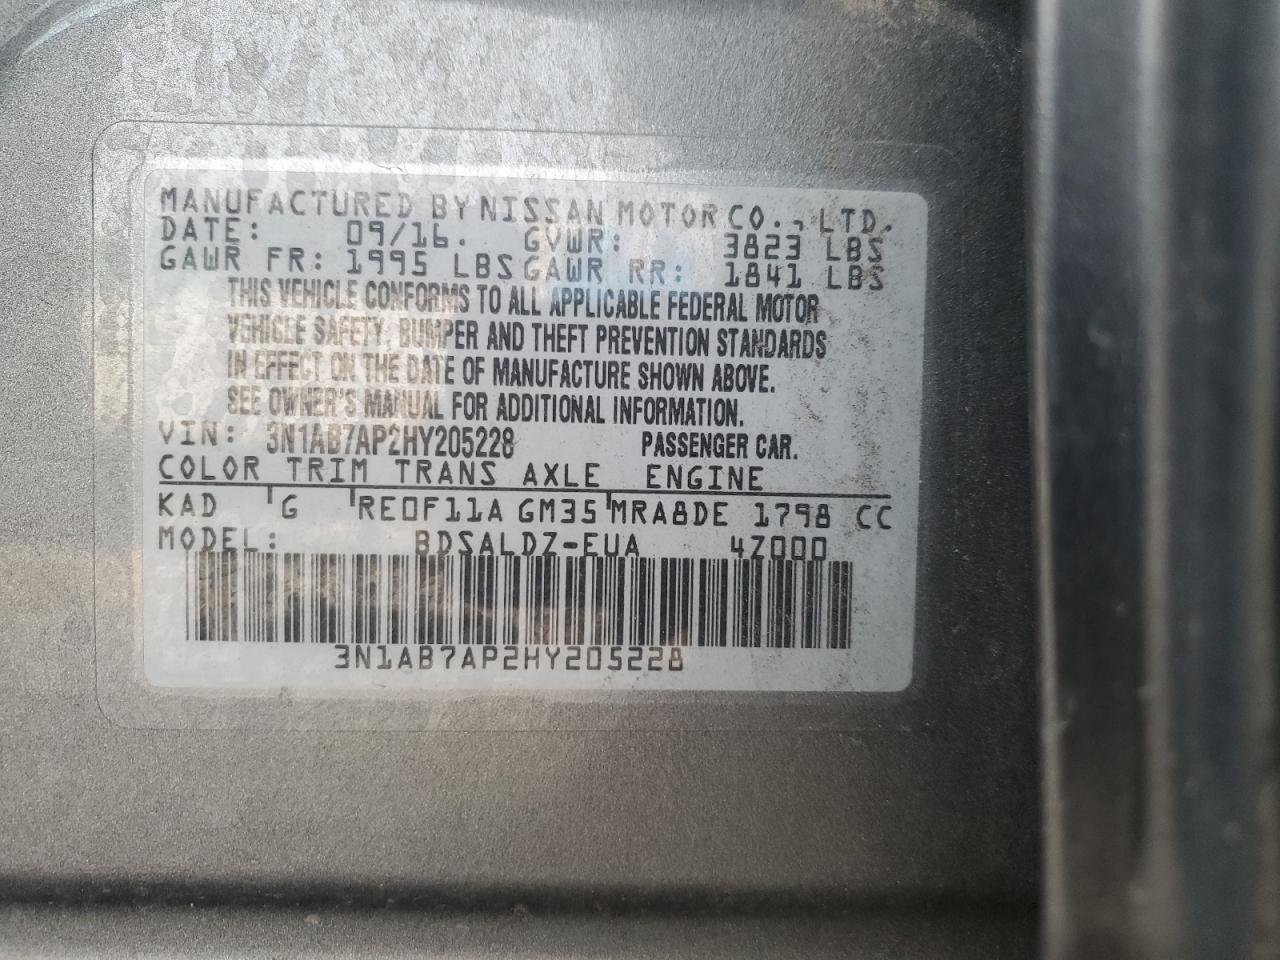 MANUFACTURED BY NISSAN MOTOR CO., LTD.
DATE: 09/16. GVWR: 3823 LBS
GAWR FR: 1995 LBS GAWR RR: 1841 LBS
THIS VEHICLE CONFORMS TO ALL APPLICABLE FEDERAL MOTOR
VEHICLE SAFETY, BUMPER AND THEFT PREVENTION STANDARDS
IN EFFECT ON THE DATE OF MANUFACTURE SHOWN ABOVE.
SEE OWNER'S MANUAL FOR ADDITIONAL INFORMATION.
VIN: 3N1AB7AP2HY205228 PASSENGER CAR.
COLOR TRIM TRANS AXLE ENGINE
KAD G RE0F11A GM35 MRA8DE 1798 CC
MODEL: BDSALDZ-EUA 4Z000
3N1AB7AP2HY205228